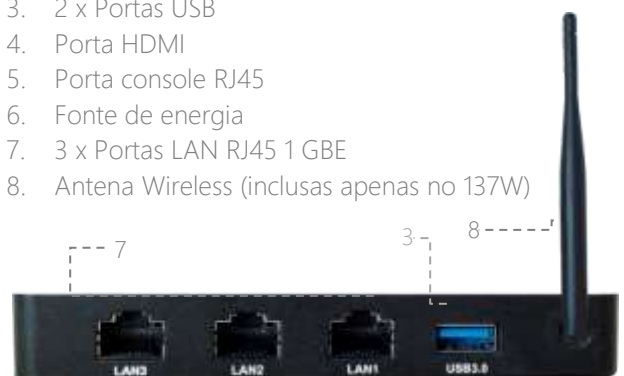 3. 2 x Portas USB
4. Porta HDMI
5. Porta console RJ45
6. Fonte de energia
7. 3 x Portas LAN RJ45 1 GBE
8. Antena Wireless (inclusas apenas no 137W)
7 3 8
LAN3 LAN2 LAN1 USB3.0